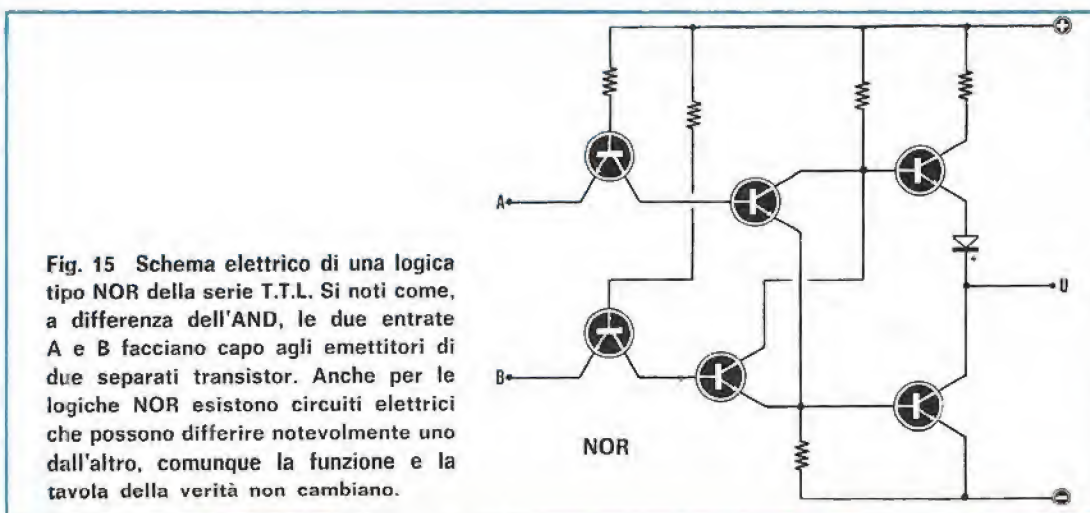 Fig. 15 Schema elettrico di una logica
tipo NOR della serie T.T.L. Si noti come,
a differenza dell'AND, le due entrate
A e B facciano capo agli emettitori di
due separati transistor. Anche per le
logiche NOR esistono circuiti elettrici
che possono differire notevolmente uno
dall'altro, comunque la funzione e la
tavola della verità non cambiano.
+
A
+
U
B
NOR
-